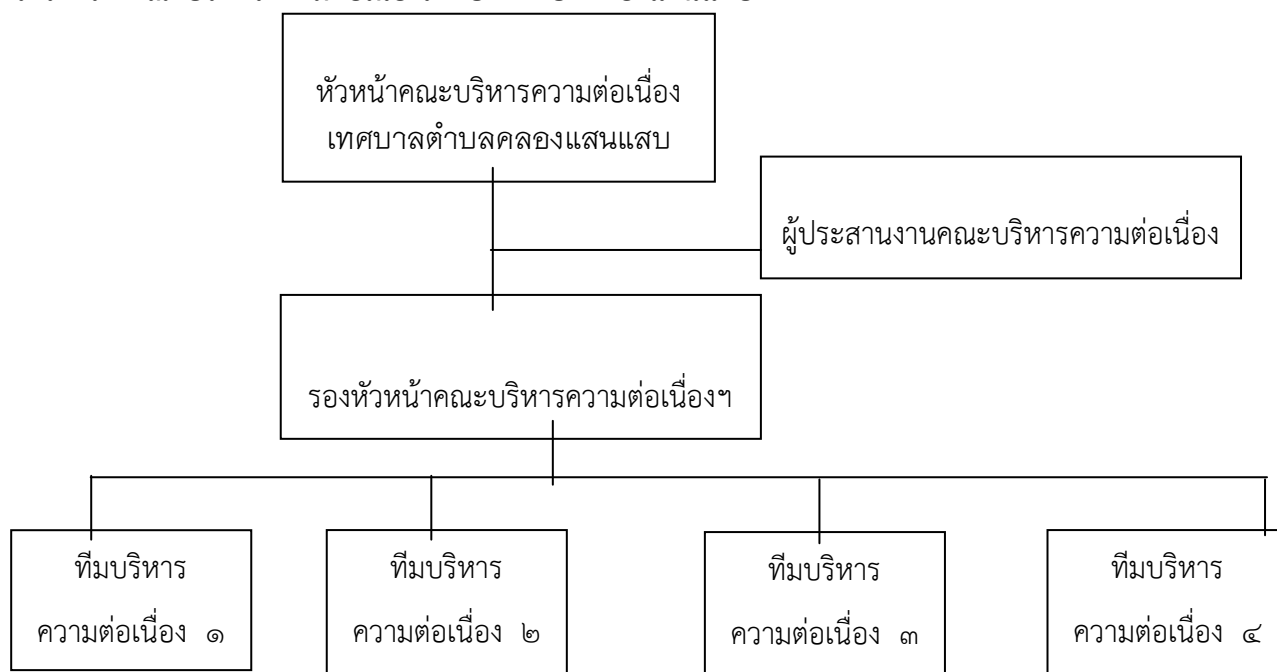 หัวหน้าคณะบริหารความต่อเนื่อง
เทศบาลตำบลคลองแสนแสบ
ผู้ประสานงานคณะบริหารความต่อเนื่อง
รองหัวหน้าคณะบริหารความต่อเนื่องฯ
ทีมบริหาร
ความต่อเนื่อง ๑
ทีมบริหาร
ความต่อเนื่อง ๒
ทีมบริหาร
ความต่อเนื่อง ๓
ทีมบริหาร
ความต่อเนื่อง ๔